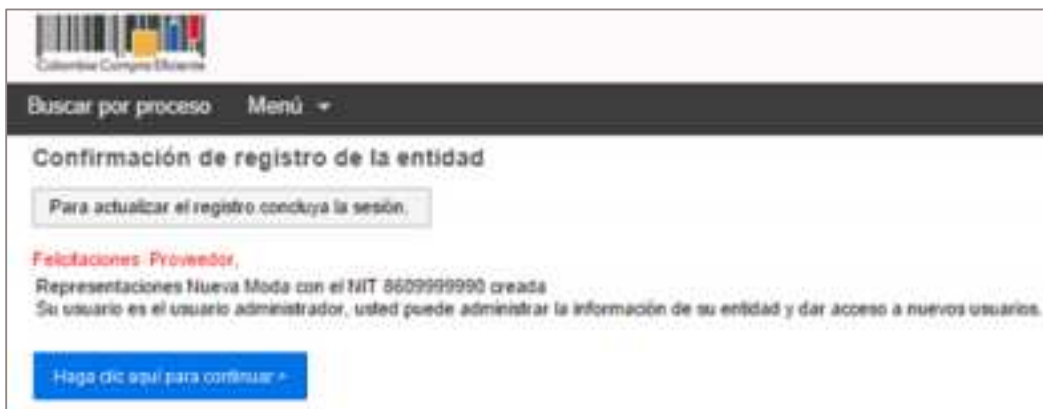 Colombia Compra Eficiente
Buscar por proceso Menú
Confirmación de registro de la entidad
Para actualizar el registro concluya la sesión.
Felicitaciones Proveedor,
Representaciones Nueva Moda con el NIT 8609999990 creada
Su usuario es el usuario administrador, usted puede administrar la información de su entidad y dar acceso a nuevos usuarios.
Haga clic aquí para continuar >